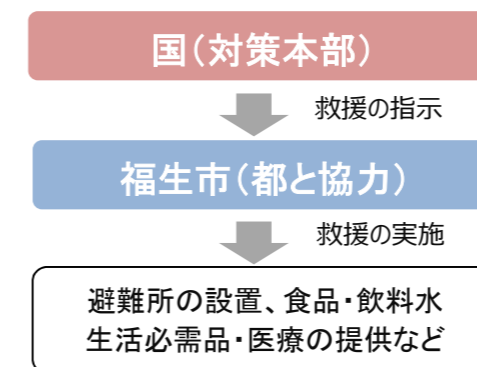 国（対策本部）
救援の指示
福生市（都と協力）
救援の実施
避難所の設置、食品・飲料水
生活必需品・医療の提供など